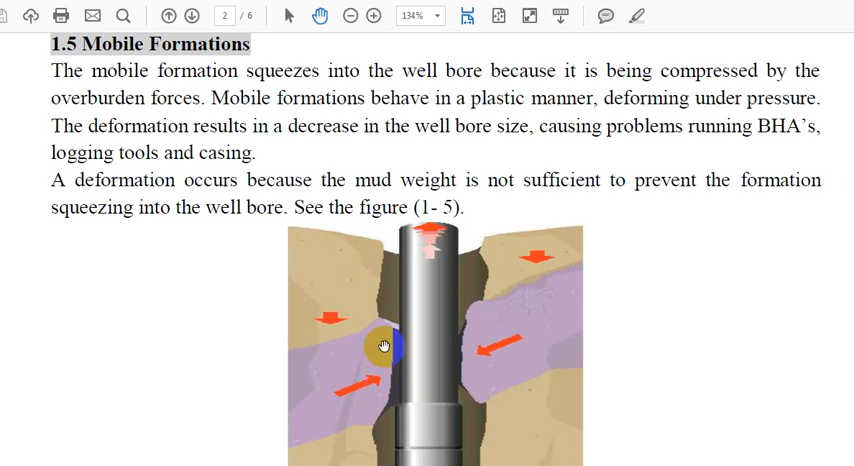 2 / 6
134%
1.5 Mobile Formations
The mobile formation squeezes into the well bore because it is being compressed by the
overburden forces. Mobile formations behave in a plastic manner, deforming under pressure.
The deformation results in a decrease in the well bore size, causing problems running BHA’s,
logging tools and casing.
A deformation occurs because the mud weight is not sufficient to prevent the formation
squeezing into the well bore. See the figure (1- 5).